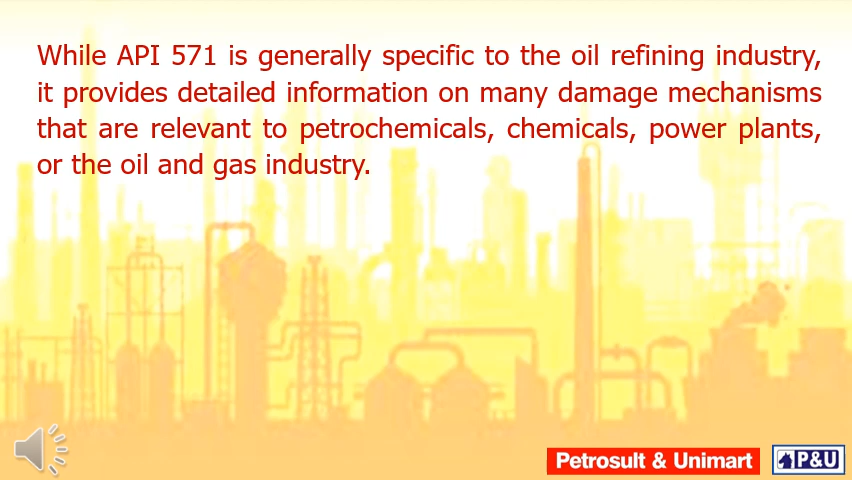 While API 571 is generally specific to the oil refining industry,
it provides detailed information on many damage mechanisms
that are relevant to petrochemicals, chemicals, power plants,
or the oil and gas industry.
Petrosult & Unimart P&U